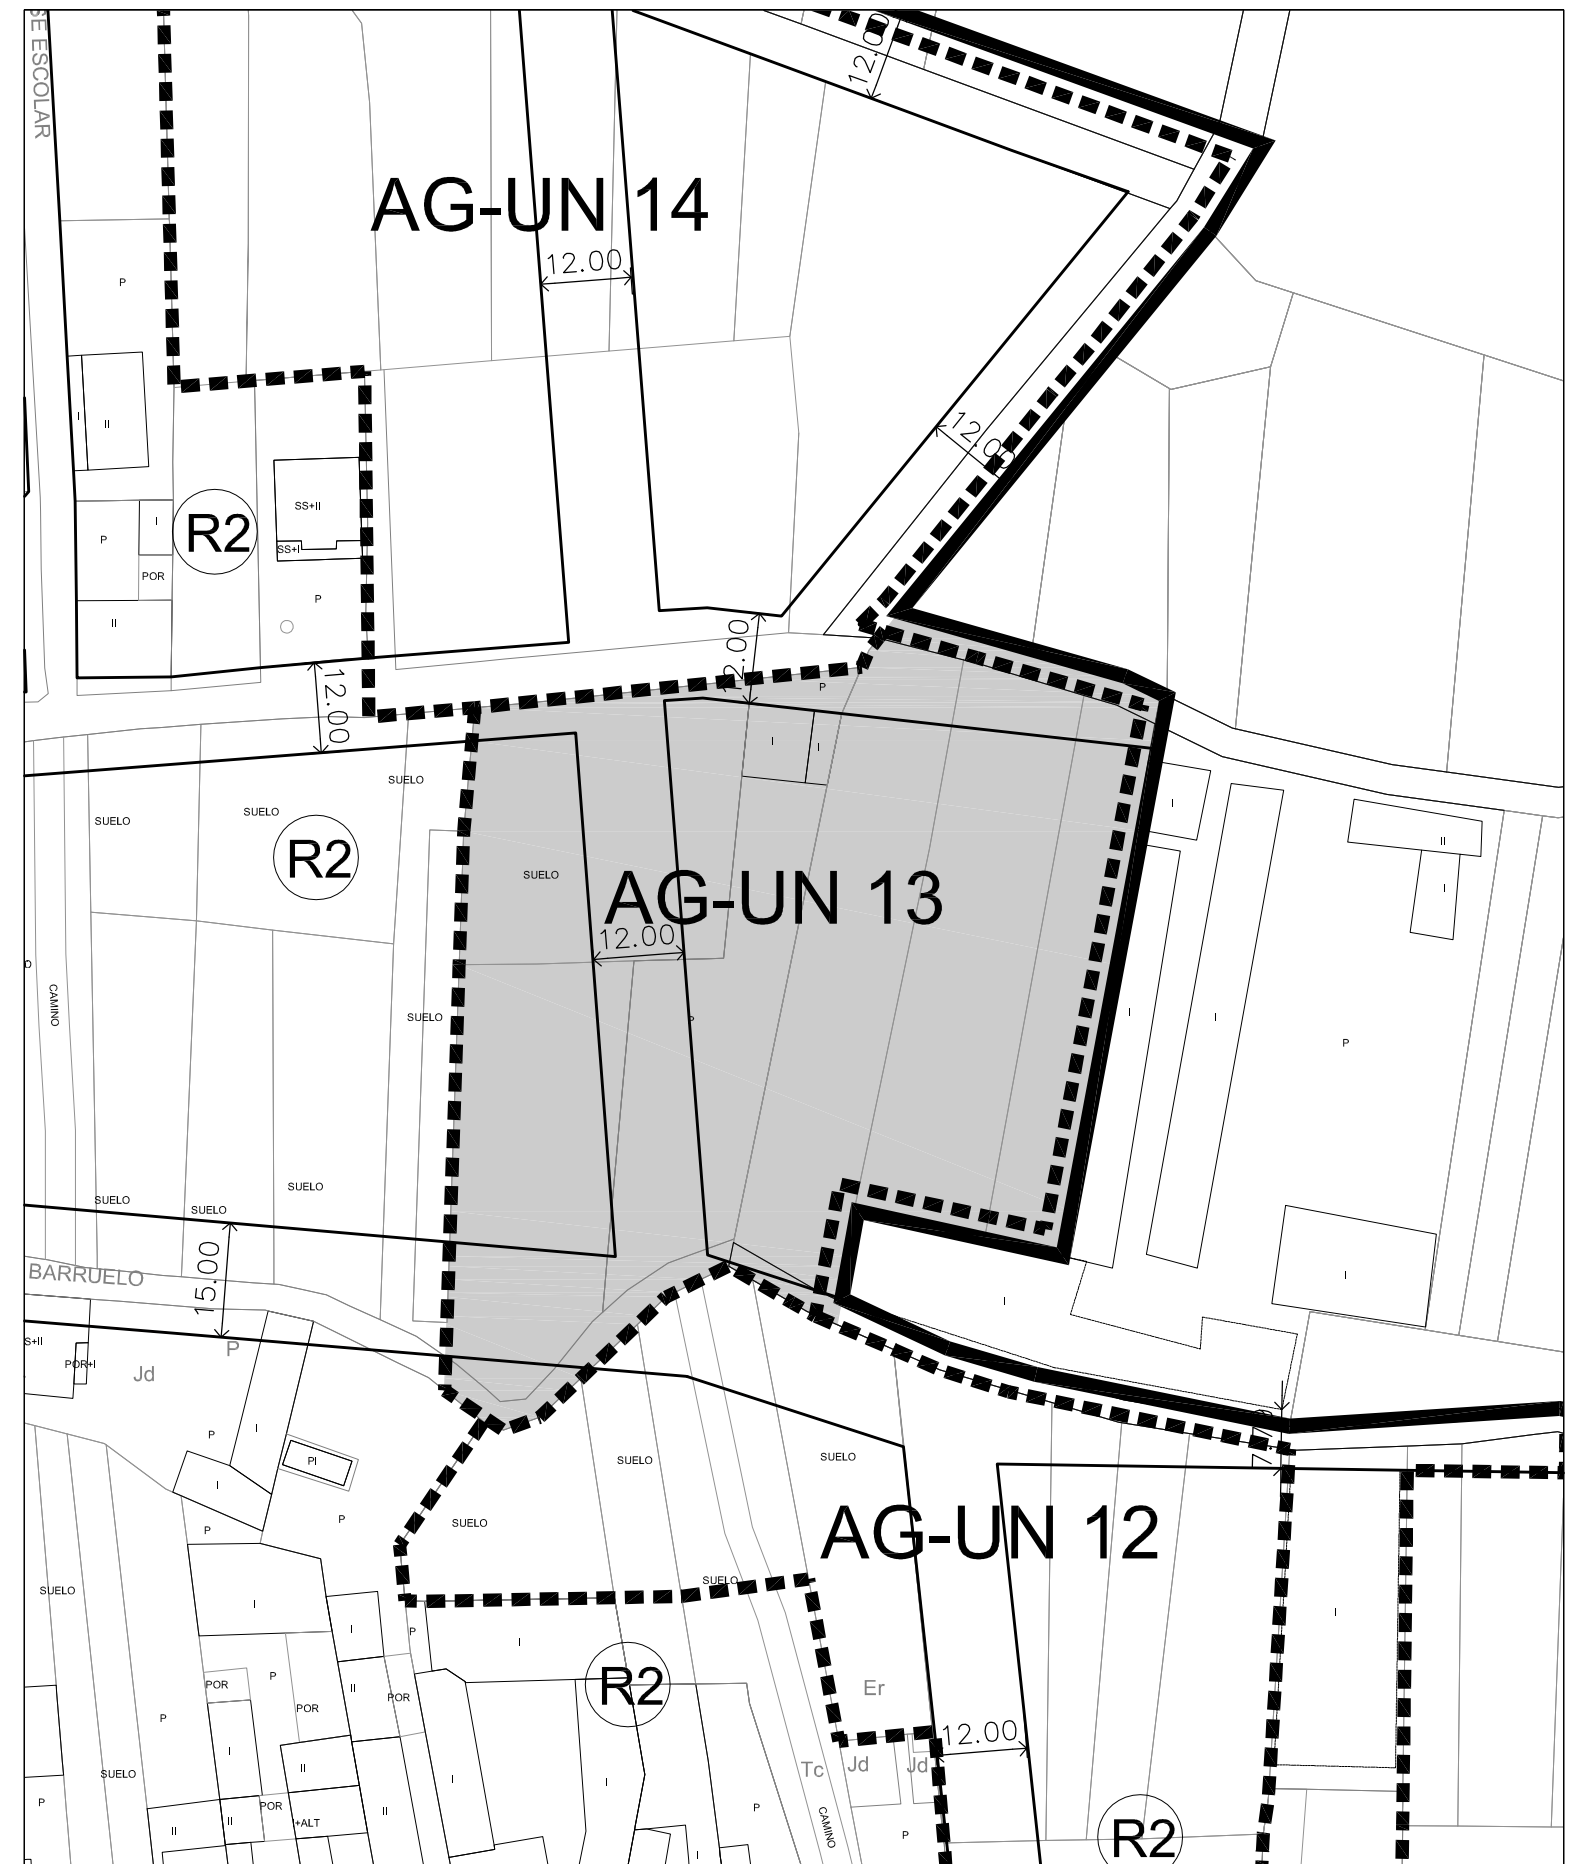 SE ESCOLAR
12.00
AG-UN 14
12.00
P
I
II
12.00
R2
SS+II
SS+I
P
I
POR
P
II
12.00
12.00
P
SUELO
I
I
SUELO
SUELO
R2
SUELO
AG-UN 13
12.00
I
II
I
CAMINO
SUELO
P
I
I
P
SUELO
SUELO
SUELO
BARRUELO
15.00
I
I
S+II
POR+I
Jd
P
P
I
PI
I
P
P
SUELO
SUELO
SUELO
AG-UN 12
SUELO
SUELO
I
I
P
I
I
R2
Er
POR
P
POR
II
POR
P
I
II
I
I
12.00
Tc
Jd
Jd
SUELO
P
II
II
POR
+ALT
II
P
CAMINO
P
I
R2